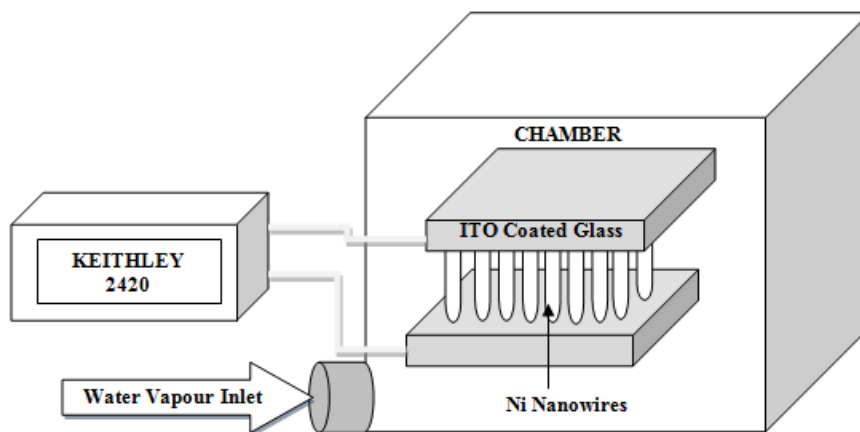 CHAMBER
ITO Coated Glass
KEITHLEY
2420
Water Vapour Inlet
Ni Nanowires